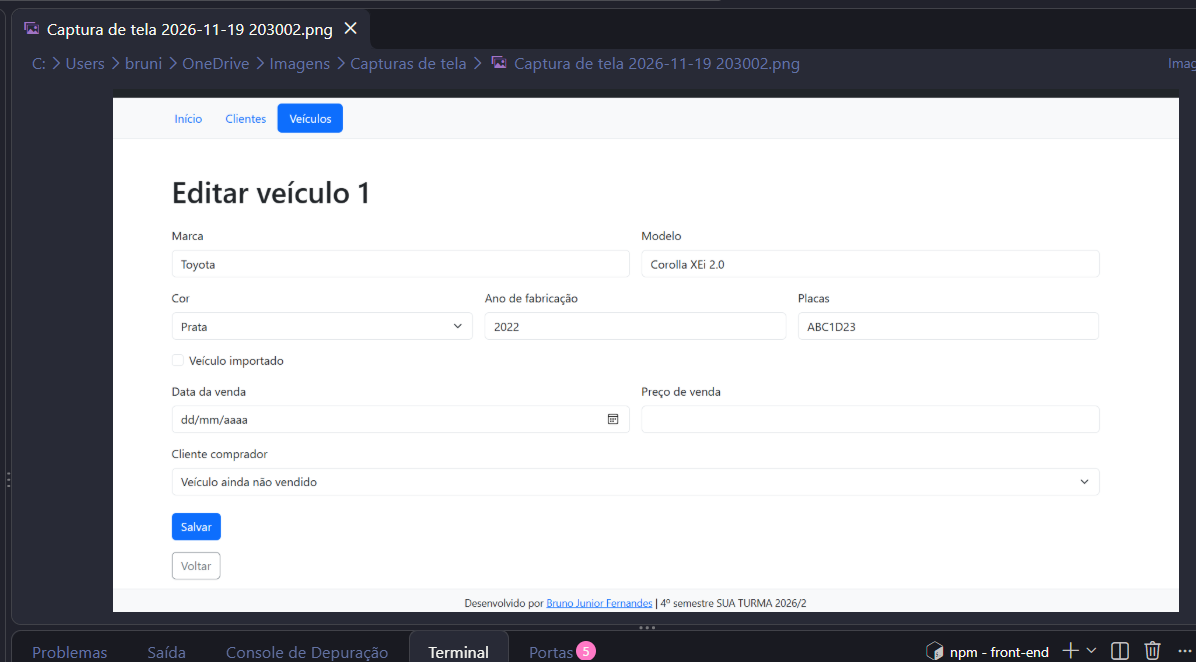 Captura de tela 2026-11-19 203002.png
C: > Users > bruni > OneDrive > Imagens > Capturas de tela > Captura de tela 2026-11-19 203002.png
Início Clientes Veículos
Editar veículo 1
Marca Modelo
Toyota Corolla XEi 2.0
Cor Ano de fabricação Placas
Prata 2022 ABC1D23
Veículo importado
Data da venda Preço de venda
dd/mm/aaaa
Cliente comprador
Veículo ainda não vendido
Salvar
Voltar
Desenvolvido por Bruno Junior Fernandes | 4º semestre SUA TURMA 2026/2
Problemas Saída Console de Depuração Terminal Portas 5 npm - front-end